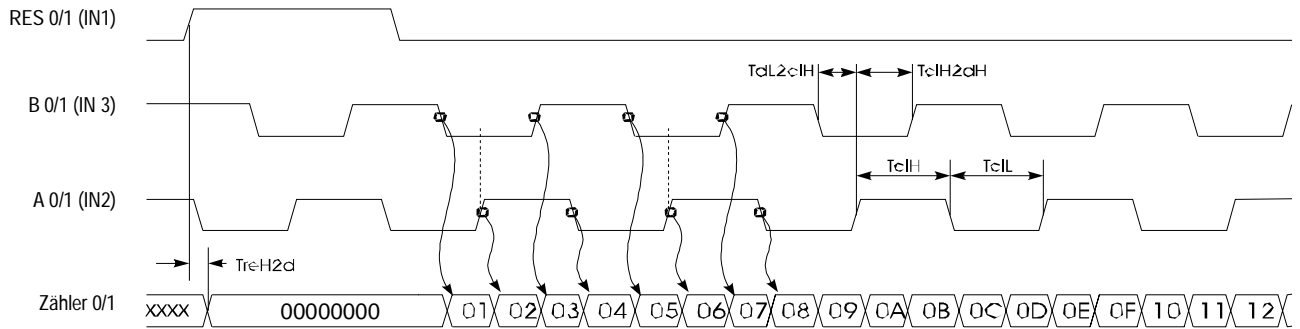 RES 0/1 (IN1)
TdL2clH TclH2dH
B 0/1 (IN 3)
TclH TclL
A 0/1 (IN2)
TreH2d
Zähler 0/1 XXXX 00000000 01 02 03 04 05 06 07 08 09 0A 0B 0C 0D 0E 0F 10 11 12